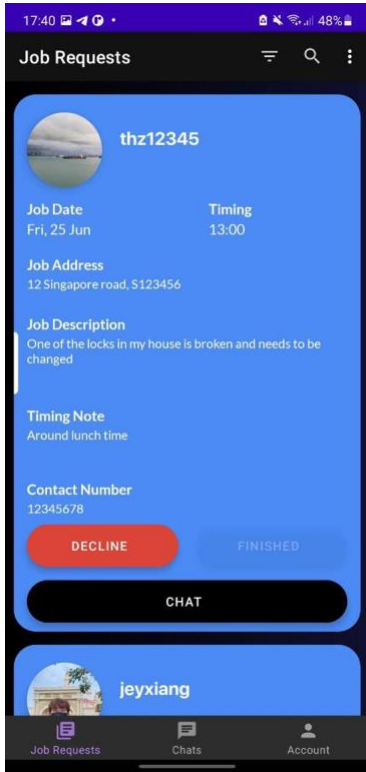 17:40
48%
Job Requests
thz12345
Job Date
Timing
Fri, 25 Jun
13:00
Job Address
12 Singapore road, S123456
Job Description
One of the locks in my house is broken and needs to be
changed
Timing Note
Around lunch time
Contact Number
12345678
DECLINE
FINISHED
CHAT
jeyxiang
Job Requests
Chats
Account